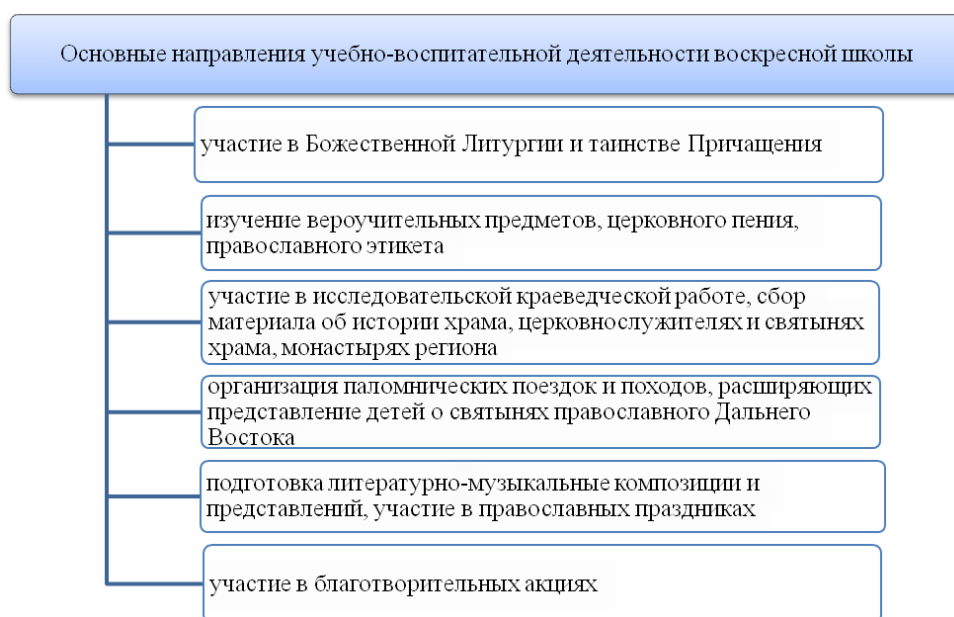 Основные направления учебно-воспитательной деятельности воскресной школы
участие в Божественной Литургии и таинстве Причащения
изучение вероучительных предметов, церковного пения,
православного этикета
участие в исследовательской краеведческой работе, сбор
материала об истории храма, церковнослужителях и святынях
храма, монастырях региона
организация паломнических поездок и походов, расширяющих
представление детей о святынях православного Дальнего
Востока
подготовка литературно-музыкальные композиции и
представлений, участие в православных праздниках
участие в благотворительных акциях